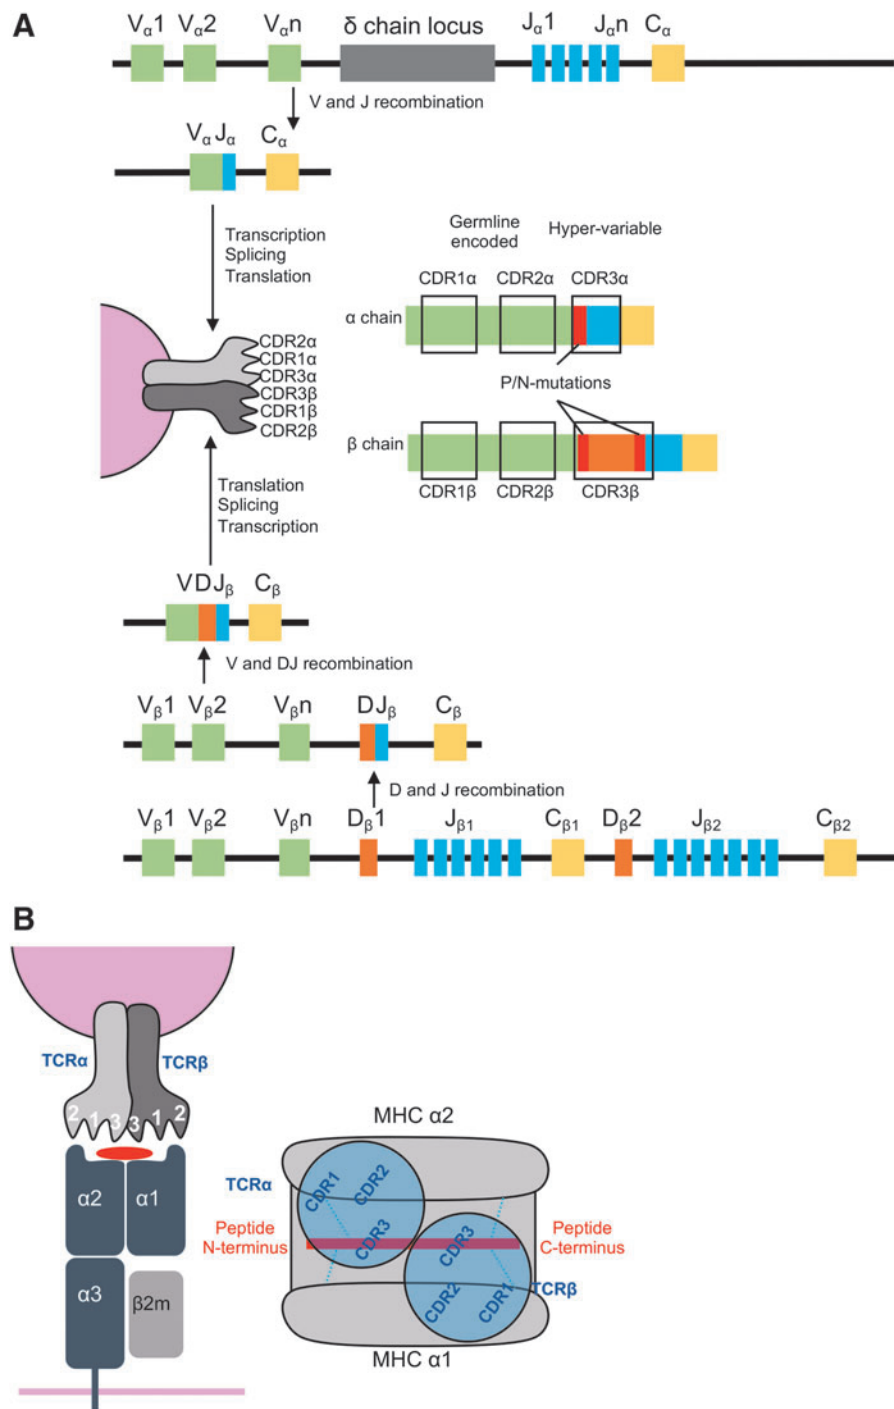 A
Vα1 Vα2 Vαn δ chain locus Jα1 Jαn Cα
V and J recombination
Vα Jα Cα
Transcription
Splicing
Translation
Germline
encoded
Hyper-variable
CDR1α CDR2α CDR3α
α chain
CDR2α
CDR1α
CDR3α
CDR3β
CDR1β
CDR2β
P/N-mutations
β chain
CDR1β CDR2β CDR3β
Translation
Splicing
Transcription
VDJβ Cβ
V and DJ recombination
Vβ1 Vβ2 Vβn DJβ Cβ
D and J recombination
Vβ1 Vβ2 Vβn Dβ1 Jβ1 Cβ1 Dβ2 Jβ2 Cβ2
B
TCRα TCRβ
2 1 3 3 1 2
α2 α1
α3 β2m
MHC α2
TCRα
CDR1 CDR2
CDR3
Peptide
N-terminus
CDR3
CDR2 CDR1
Peptide
C-terminus
TCRβ
MHC α1